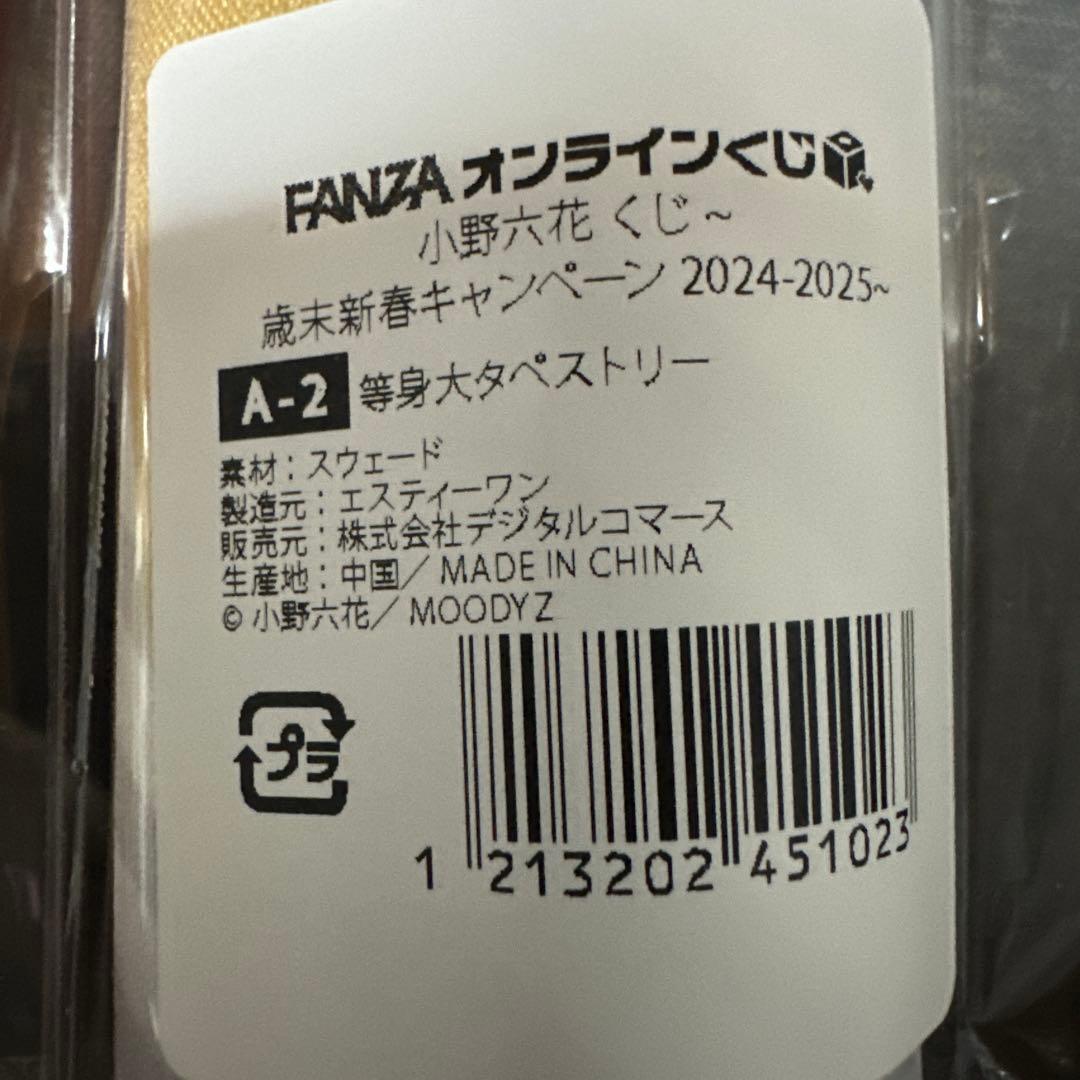 FANZA オンラインくじ
小野六花 くじ～
歳末新春キャンペーン 2024-2025~
A-2 等身大タペストリー
素材：スウェード
製造元：エスティーワン
販売元：株式会社デジタルコマース
生産地：中国／ MADE IN CHINA
© 小野六花／ MOODYZ
プラ
1 213202 451023